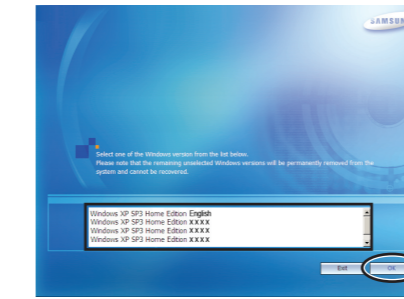 SAMSUN
Select one of the Windows version from the list below.
Please note that the remaining unselected Windows versions will be permanently removed from the
system and cannot be recovered.
Windows XP SP3 Home Edition English
Windows XP SP3 Home Edition XXXX
Windows XP SP3 Home Edition XXXX
Windows XP SP3 Home Edition XXXX
Exit
OK